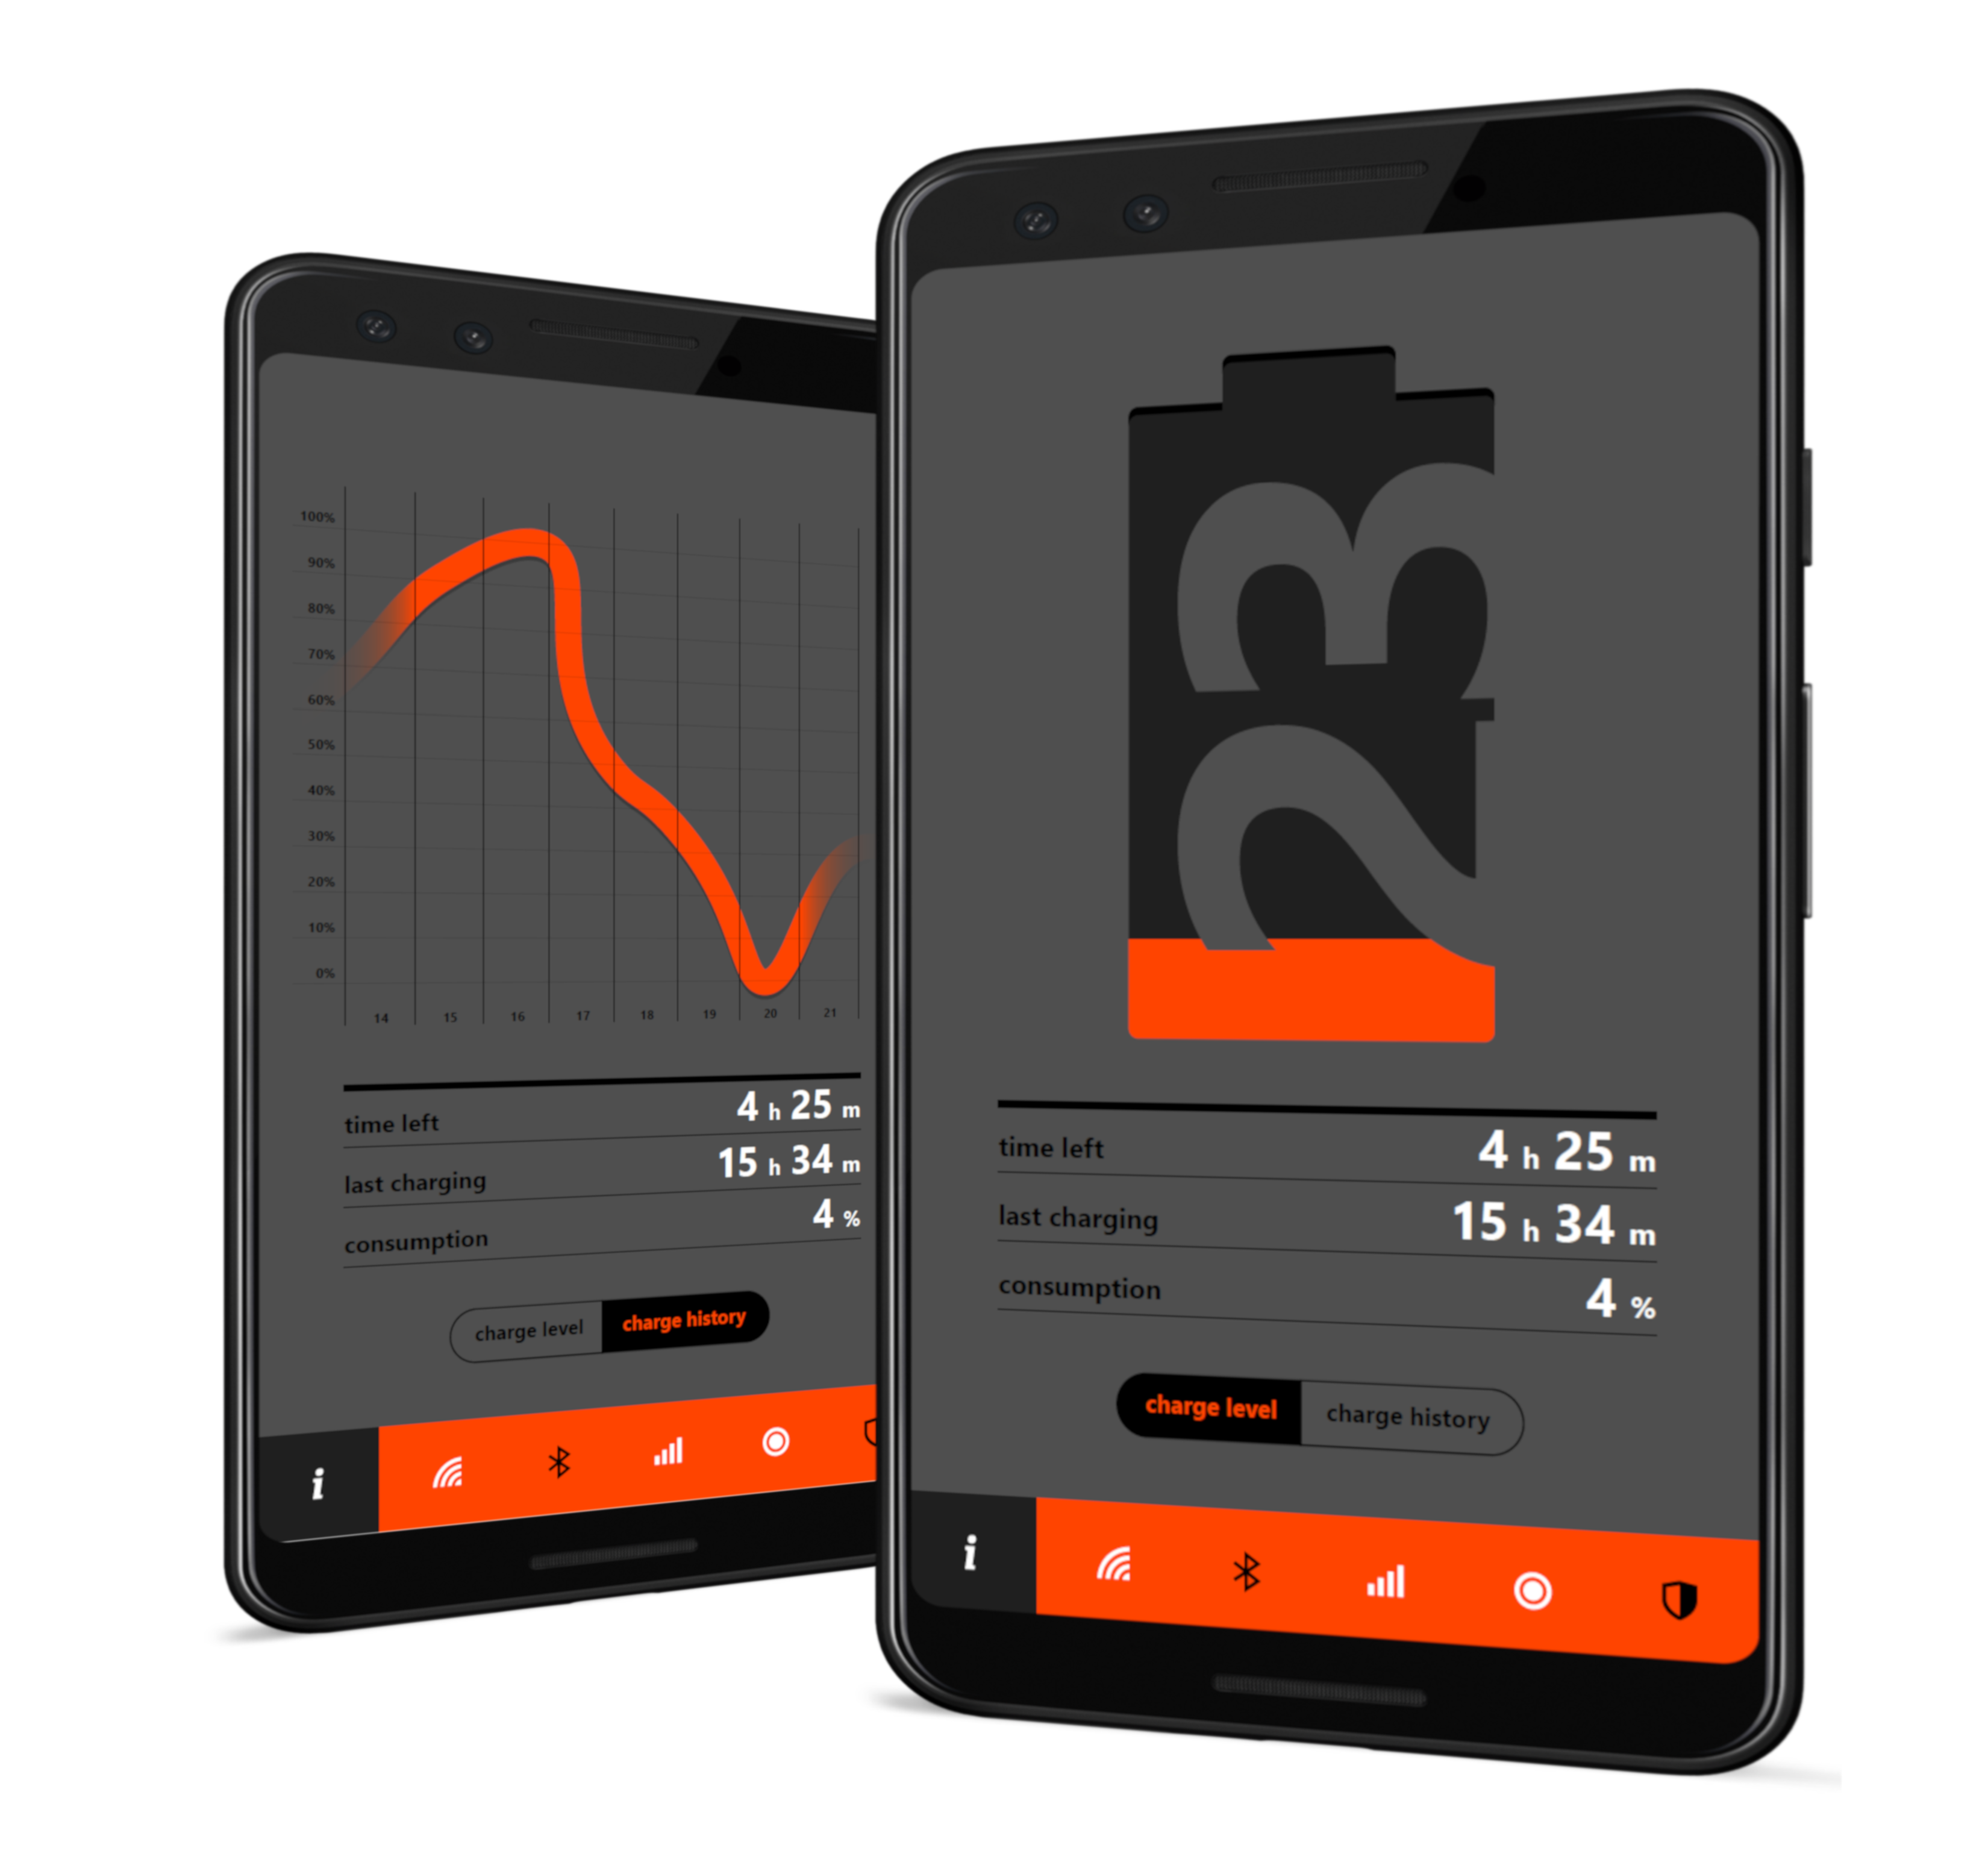 100%
90%
80%
70%
60%
50%
40%
30%
20%
10%
0%
14 15 16 17 18 19 20 21
time left 4 h 25 m
last charging 15 h 34 m
consumption 4 %
charge level charge history
i
23
time left 4 h 25 m
last charging 15 h 34 m
consumption 4 %
charge level charge history
i